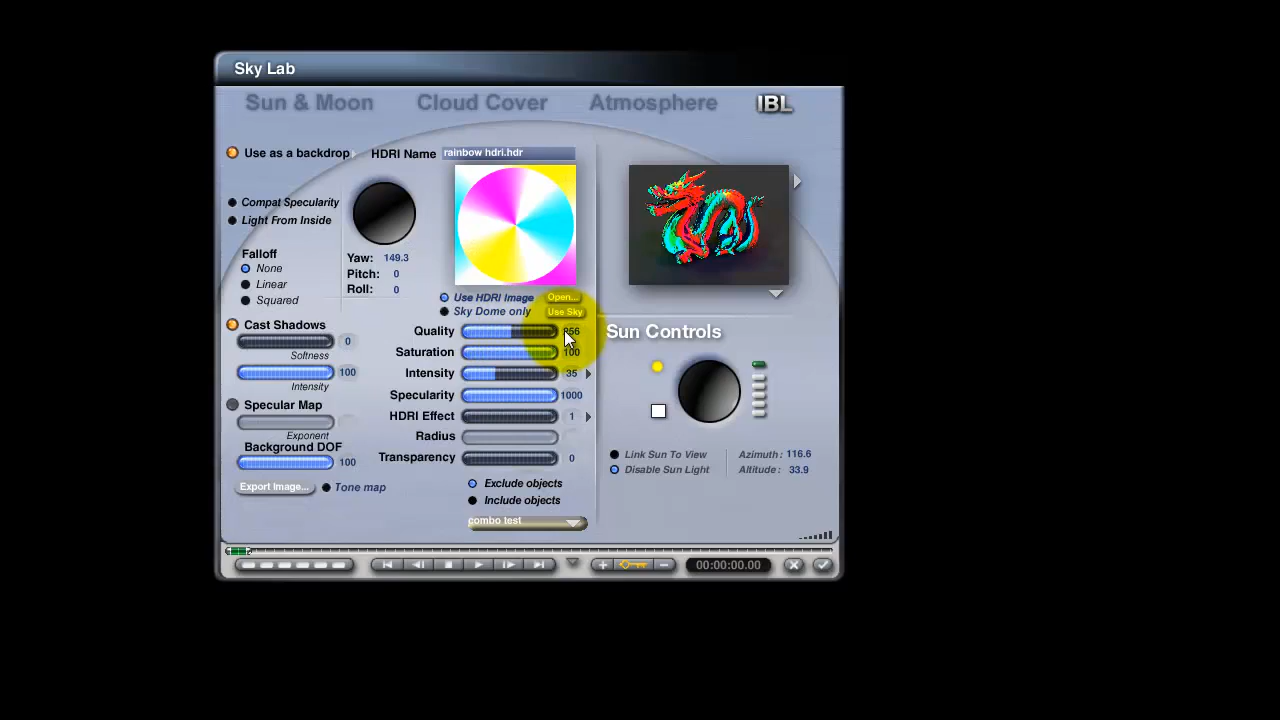 Sky Lab
Sun & Moon Cloud Cover Atmosphere IBL
Use as a backdrop HDRI Name rainbow hdri.hdr
Compat Specularity
Light From Inside
Falloff
None
Linear
Squared
Yaw: 149.3
Pitch: 0
Roll: 0
Use HDRI Image Open...
Sky Dome only Use Sky
Cast Shadows
0
Softness
100
Intensity
Specular Map
Exponent
Background DOF
100
Export Image... Tone map
Quality 256
Saturation 100
Intensity 35
Specularity 1000
HDRI Effect 1
Radius
Transparency 0
Exclude objects
Include objects
combo test
Sun Controls
Link Sun To View Azimuth: 116.6
Disable Sun Light Altitude: 33.9
00:00:00.00